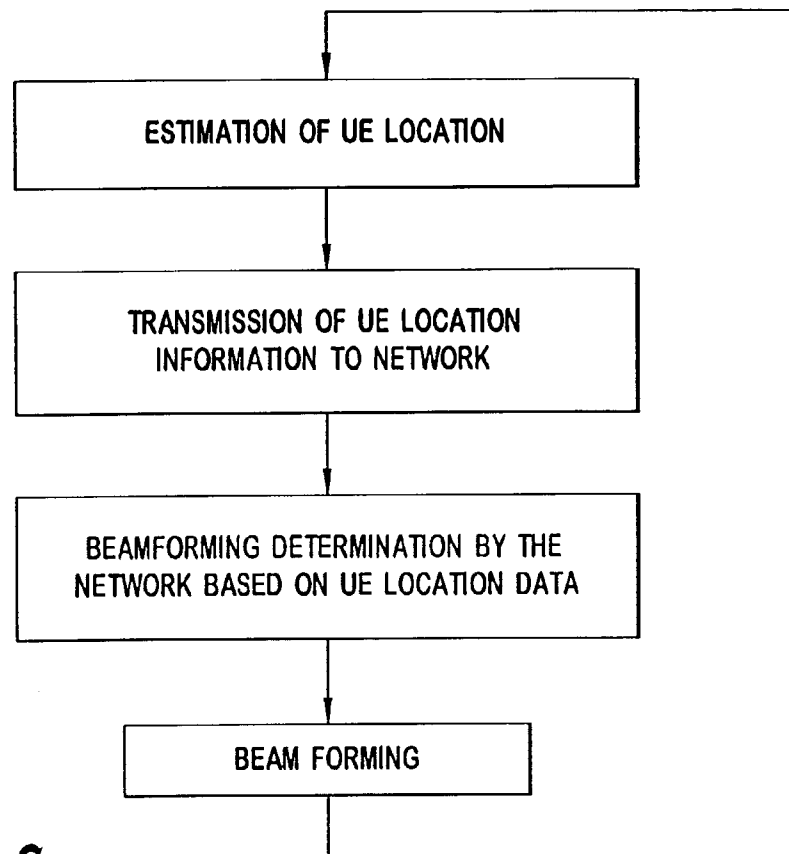 ESTIMATION OF UE LOCATION
TRANSMISSION OF UE LOCATION
INFORMATION TO NETWORK
BEAMFORMING DETERMINATION BY THE
NETWORK BASED ON UE LOCATION DATA
BEAM FORMING